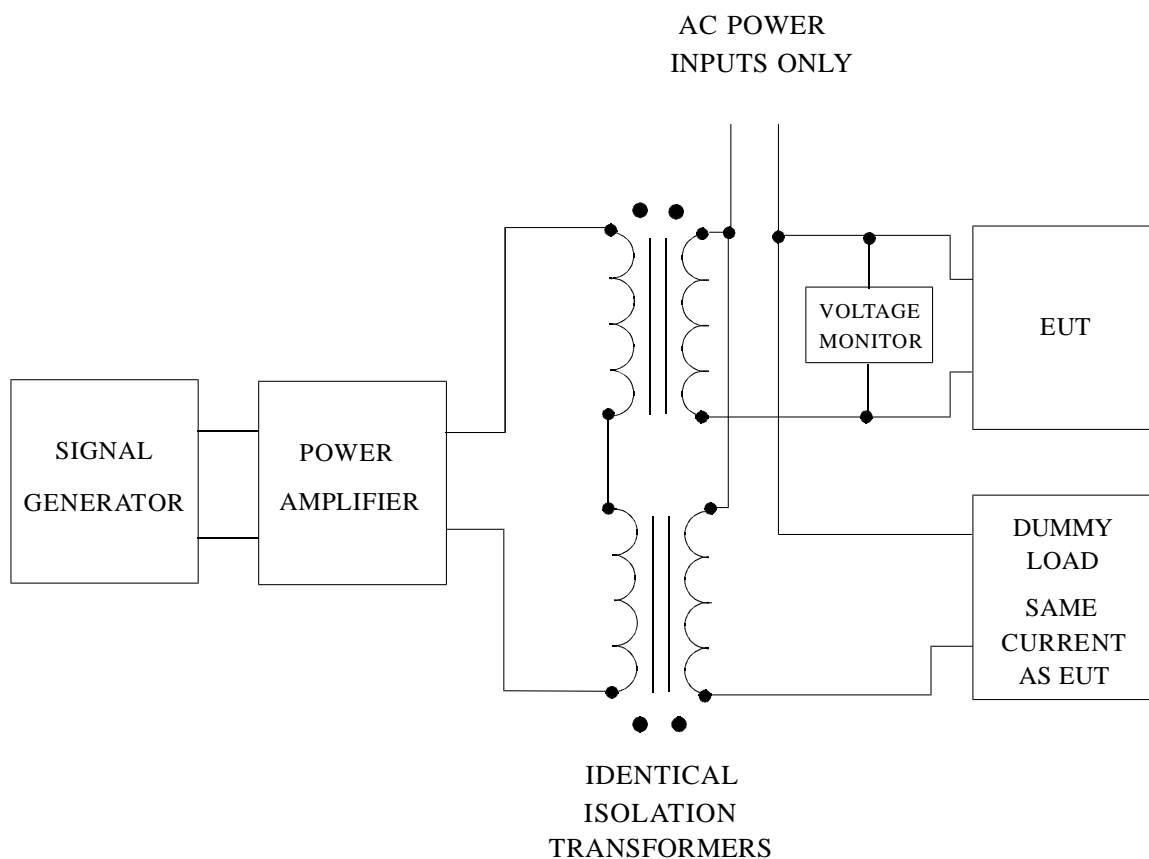 AC POWER
INPUTS ONLY
VOLTAGE
MONITOR
EUT
SIGNAL
GENERATOR
POWER
AMPLIFIER
DUMMY
LOAD
SAME
CURRENT
AS EUT
IDENTICAL
ISOLATION
TRANSFORMERS